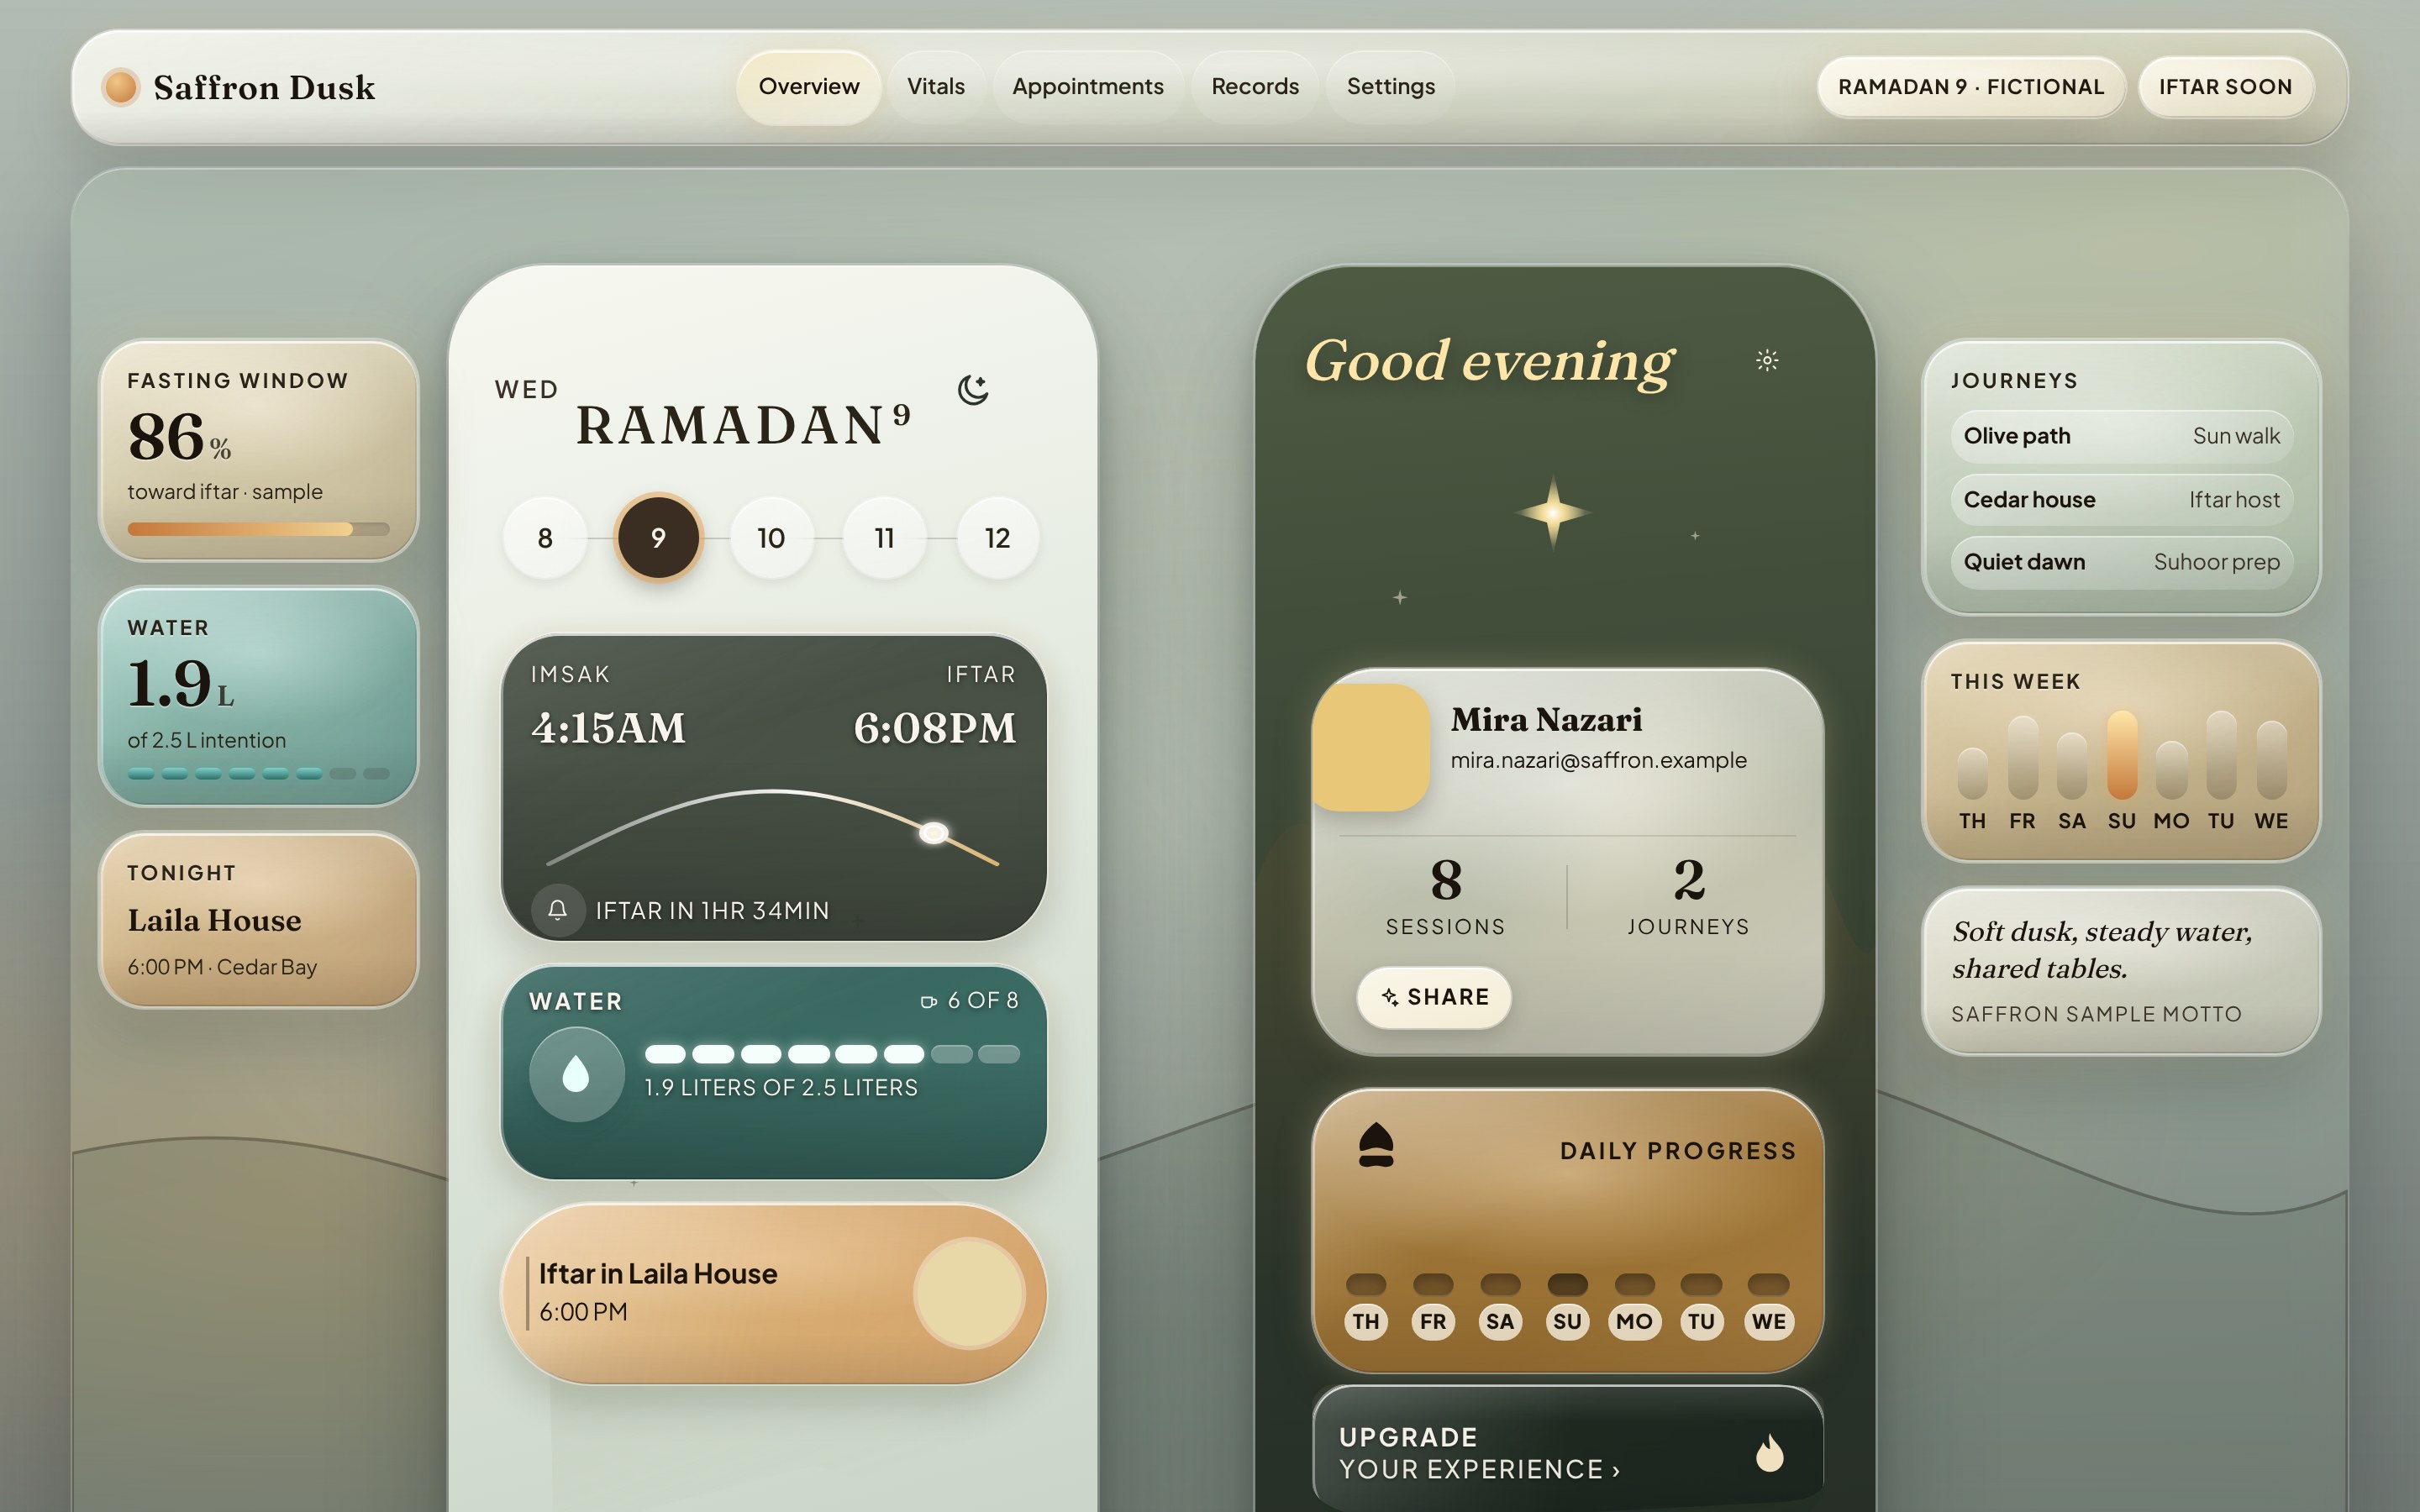 Saffron Dusk
Overview
Vitals
Appointments
Records
Settings
RAMADAN 9 · FICTIONAL
IFTAR SOON
FASTING WINDOW
86%
toward iftar · sample
WATER
1.9 L
of 2.5 L intention
TONIGHT
Laila House
6:00 PM · Cedar Bay
WED
RAMADAN 9
8 9 10 11 12
IMSAK IFTAR
4:15AM 6:08PM
IFTAR IN 1HR 34MIN
WATER 6 OF 8
1.9 LITERS OF 2.5 LITERS
Iftar in Laila House
6:00 PM
Good evening
Mira Nazari
mira.nazari@saffron.example
8 2
SESSIONS JOURNEYS
SHARE
DAILY PROGRESS
TH FR SA SU MO TU WE
UPGRADE
YOUR EXPERIENCE ›
JOURNEYS
Olive path Sun walk
Cedar house Iftar host
Quiet dawn Suhoor prep
THIS WEEK
TH FR SA SU MO TU WE
Soft dusk, steady water,
shared tables.
SAFFRON SAMPLE MOTTO